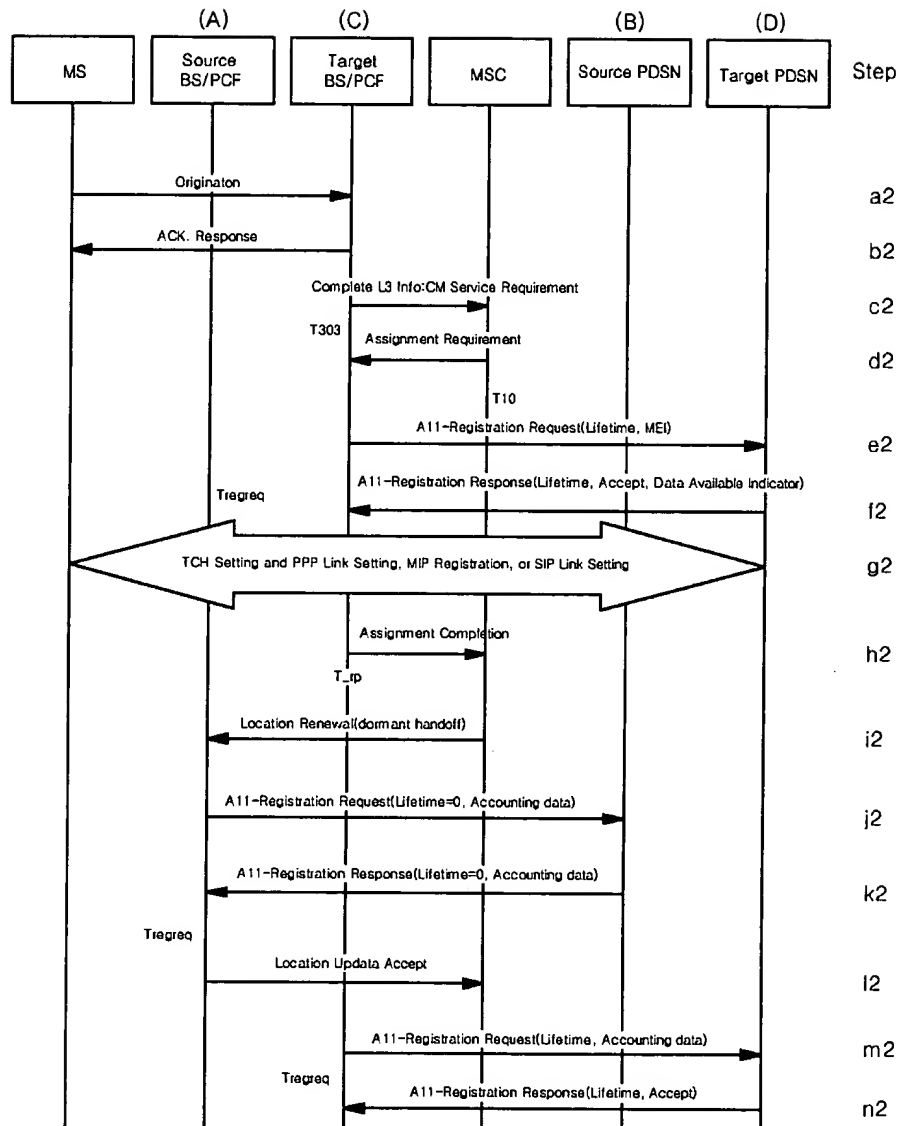 (A) (C) (B) (D)
MS
Source
BS/PCF
Target
BS/PCF
MSC
Source PDSN
Target PDSN
Step
Originaton
a2
ACK. Response
b2
Complete L3 Info:CM Service Requirement
c2
T303
Assignment Requirement
d2
T10
A11-Registration Request(Lifetime, MEI)
e2
A11-Registration Response(Lifetime, Accept, Data Available Indicator)
Tregreq
f2
TCH Setting and PPP Link Setting, MIP Registration, or SIP Link Setting
g2
Assignment Completion
h2
T_rp
Location Renewal(dormant handoff)
i2
A11-Registration Request(Lifetime=0, Accounting data)
j2
A11-Registration Response(Lifetime=0, Accounting data)
k2
Tregreq
Location Updata Accept
l2
A11-Registration Request(Lifetime, Accounting data)
m2
Tregreq
A11-Registration Response(Lifetime, Accept)
n2